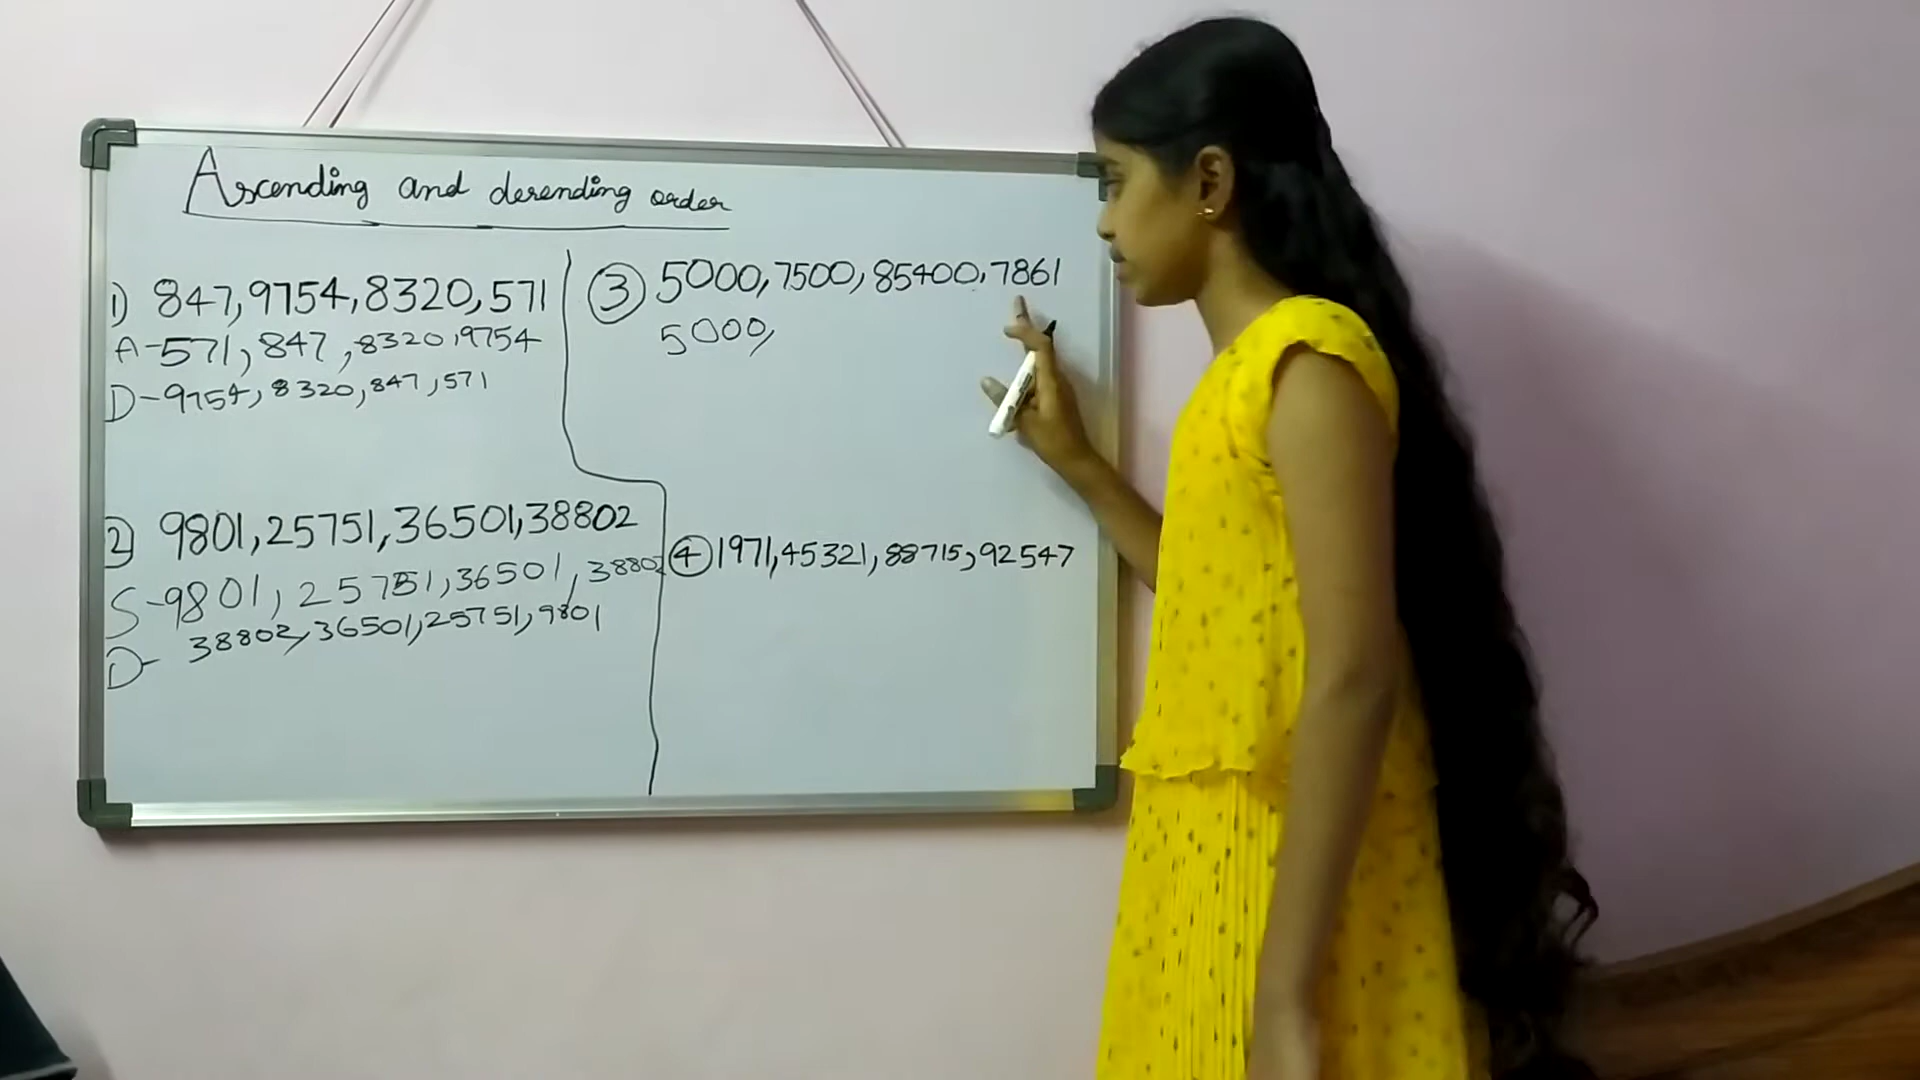 Ascending and desending order
1) 847,9754,8320,571
A-571, 847, 8320,9754
D-9754, 8320,847,571
2) 9801,25751,36501,38802
S-9801, 25751,36501,38802
D- 38802,36501,25751,9801
3 5000,7500,85400,7861
5000,
4 1971,45321,88715,92547